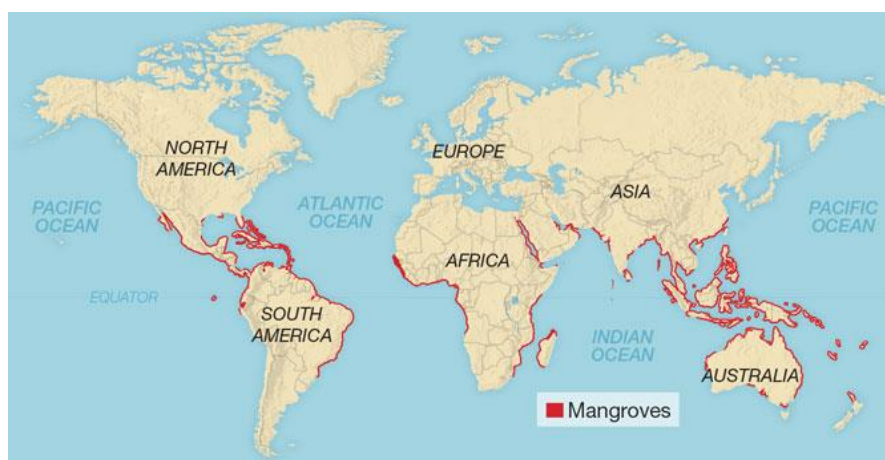 NORTH
AMERICA
EUROPE
ASIA
PACIFIC
OCEAN
ATLANTIC
OCEAN
PACIFIC
OCEAN
AFRICA
EQUATOR
SOUTH
AMERICA
INDIAN
OCEAN
AUSTRALIA
Mangroves